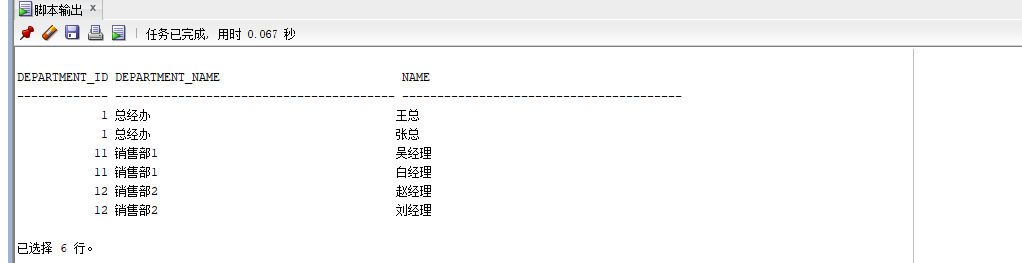 脚本输出 x
任务已完成, 用时 0.067 秒
DEPARTMENT_ID DEPARTMENT_NAME NAME
------------- ---------------------------------------- ----------------------------------------
1 总经办 王总
1 总经办 张总
11 销售部1 吴经理
11 销售部1 白经理
12 销售部2 赵经理
12 销售部2 刘经理
已选择 6 行。